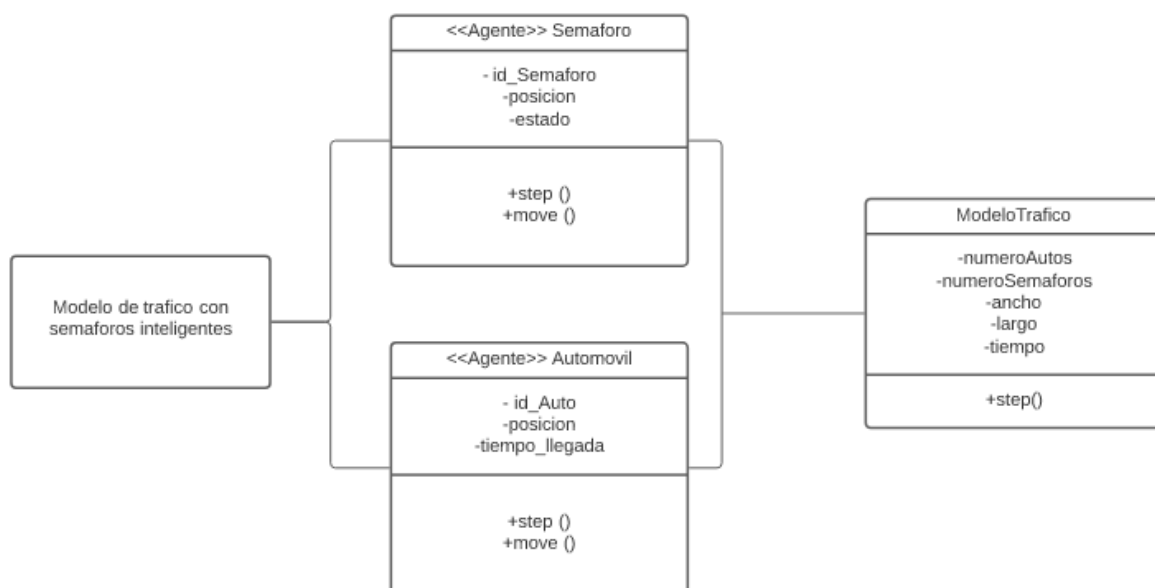 <<Agente>> Semaforo
- id_Semaforo
-posicion
-estado
+step ()
+move ()
Modelo de trafico con
semaforos inteligentes
<<Agente>> Automovil
- id_Auto
-posicion
-tiempo_llegada
+step ()
+move ()
ModeloTrafico
-numeroAutos
-numeroSemaforos
-ancho
-largo
-tiempo
+step()